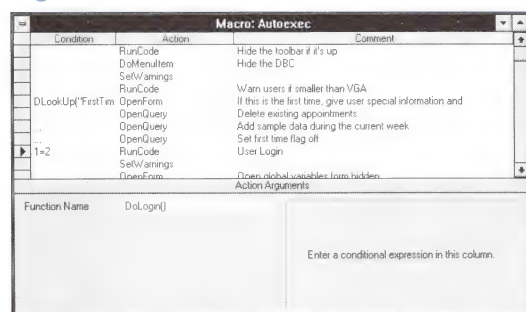 Macro: Autoexec
Condition Action Comment
RunCode Hide the toolbar if it's up
DoMenuItem Hide the DBC
SetWarnings
RunCode Warn users if smaller than VGA
DLookUp("FirstTim OpenForm If this is the first time, give user special information and
... OpenQuery Delete existing appointments
... OpenQuery Add sample data during the current week
... OpenQuery Set first time flag off
1=2 RunCode User Login
SetWarnings
OpenForm Open global variables form hidden
Action Arguments
Function Name DoLogin()
Enter a conditional expression in this column.